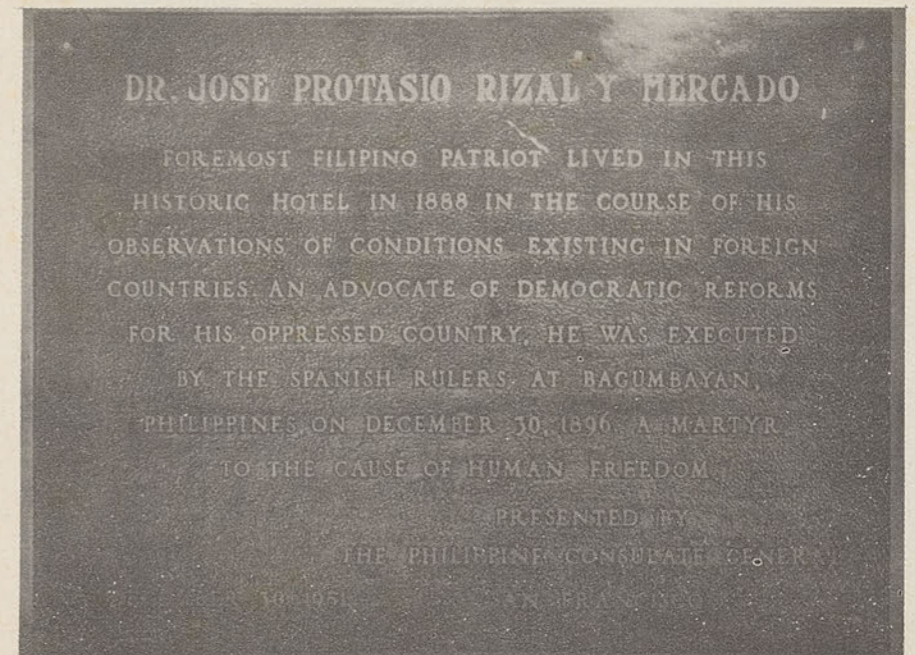 DR. JOSE PROTASIO RIZAL Y MERCADO
FOREMOST FILIPINO PATRIOT LIVED IN THIS
HISTORIC HOTEL IN 1888 IN THE COURSE OF HIS
OBSERVATIONS OF CONDITIONS EXISTING IN FOREIGN
COUNTRIES. AN ADVOCATE OF DEMOCRATIC REFORMS
FOR HIS OPPRESSED COUNTRY, HE WAS EXECUTED
BY THE SPANISH RULERS AT BAGUMBAYAN,
PHILIPPINES ON DECEMBER 30, 1896. A MARTYR
TO THE CAUSE OF HUMAN FREEDOM
PRESENTED BY
THE PHILIPPINE CONSULATE GENERAL